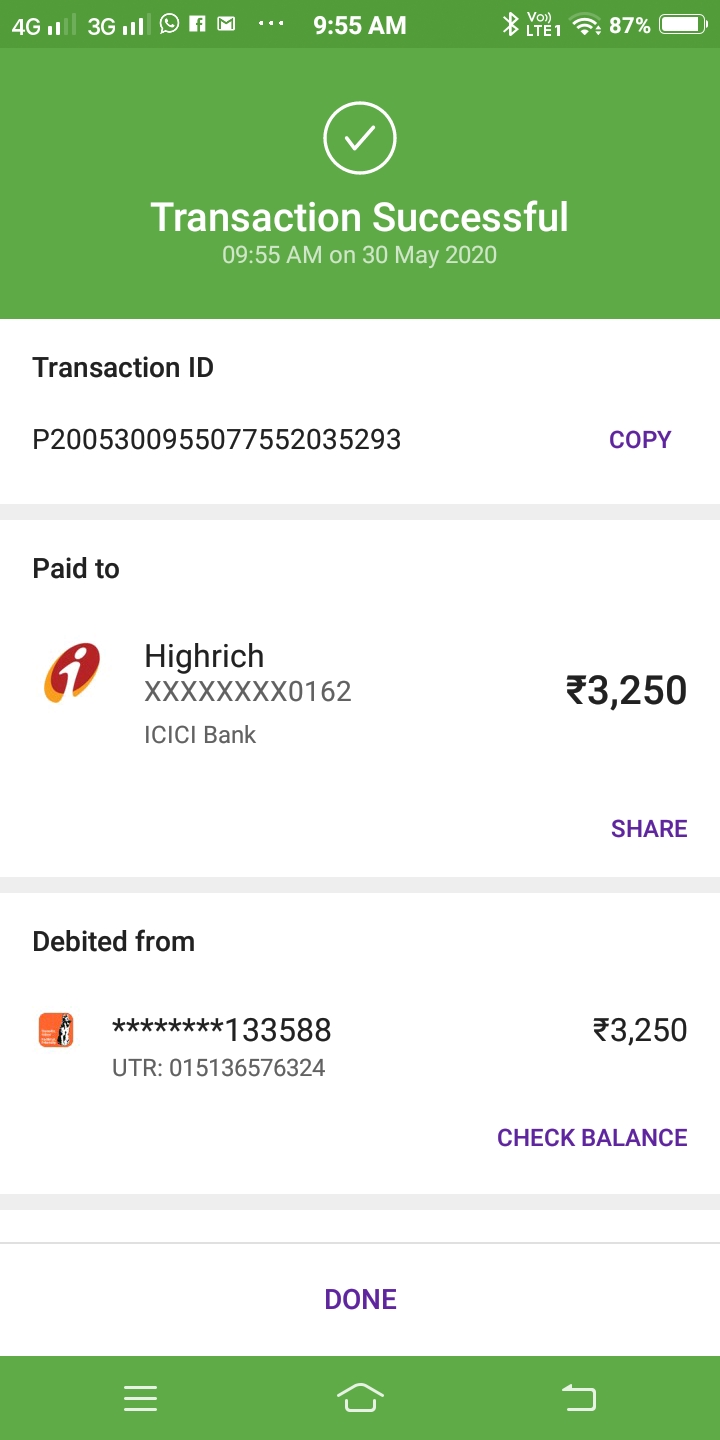 4G 3G 9:55 AM Vo)) LTE1 87%
Transaction Successful
09:55 AM on 30 May 2020
Transaction ID
P2005300955077552035293 COPY
Paid to
Highrich
XXXXXXXX0162
₹3,250
ICICI Bank
SHARE
Debited from
********133588 ₹3,250
UTR: 015136576324
CHECK BALANCE
DONE